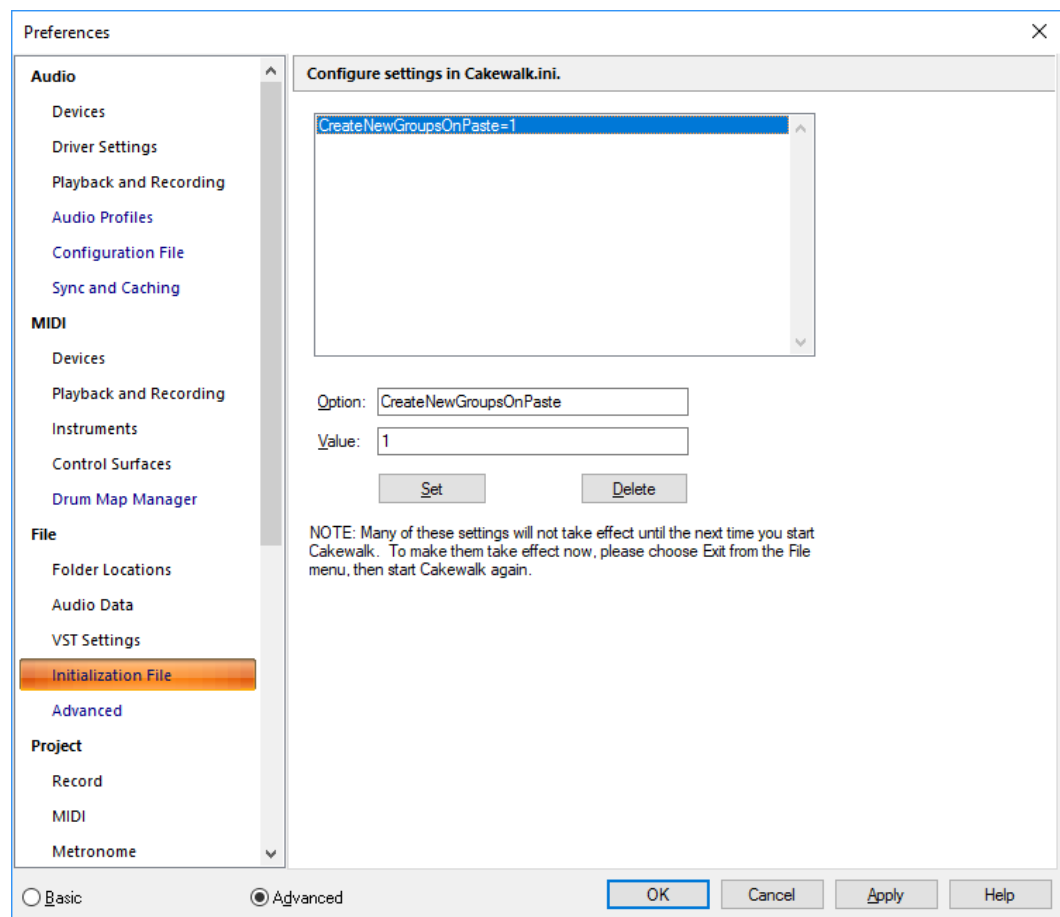 Preferences
Audio
Devices
Driver Settings
Playback and Recording
Audio Profiles
Configuration File
Sync and Caching
MIDI
Devices
Playback and Recording
Instruments
Control Surfaces
Drum Map Manager
File
Folder Locations
Audio Data
VST Settings
Initialization File
Advanced
Project
Record
MIDI
Metronome
Configure settings in Cakewalk.ini.
CreateNewGroupsOnPaste=1
Option: CreateNewGroupsOnPaste
Value: 1
Set Delete
NOTE: Many of these settings will not take effect until the next time you start
Cakewalk. To make them take effect now, please choose Exit from the File
menu, then start Cakewalk again.
Basic Advanced OK Cancel Apply Help